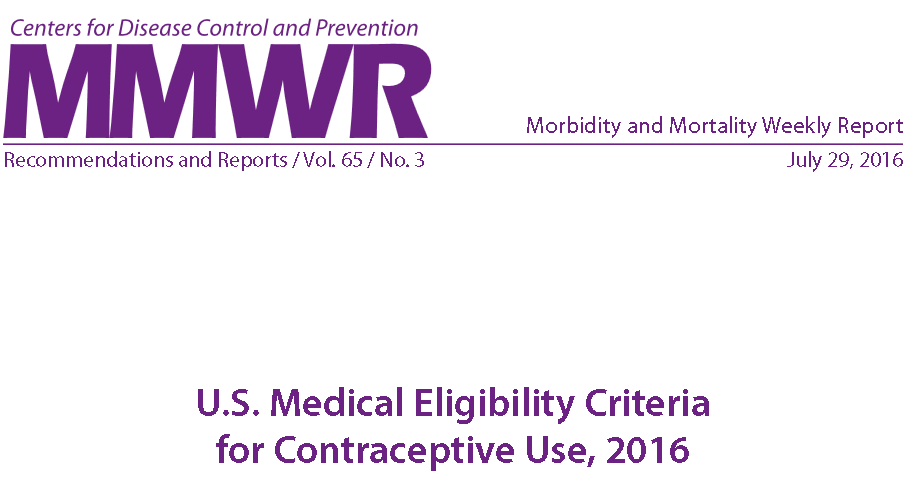 Centers for Disease Control and Prevention
MMWR
Morbidity and Mortality Weekly Report
Recommendations and Reports / Vol. 65 / No. 3
July 29, 2016
U.S. Medical Eligibility Criteria
for Contraceptive Use, 2016